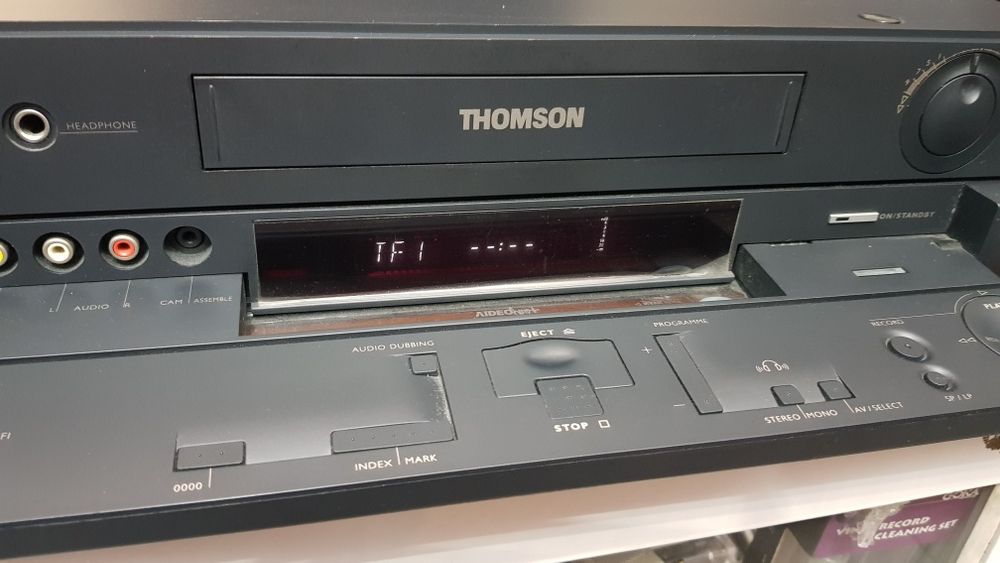 THOMSON
HEADPHONE
ON/STANDBY
TF1 --:--
L AUDIO R CAM ASSEMBLE
EJECT
PROGRAMME
+
-
RECORD
AUDIO DUBBING
STOP
STEREO MONO AV/SELECT
SP / LP
INDEX MARK
0000
FI
RECORD
CLEANING SET